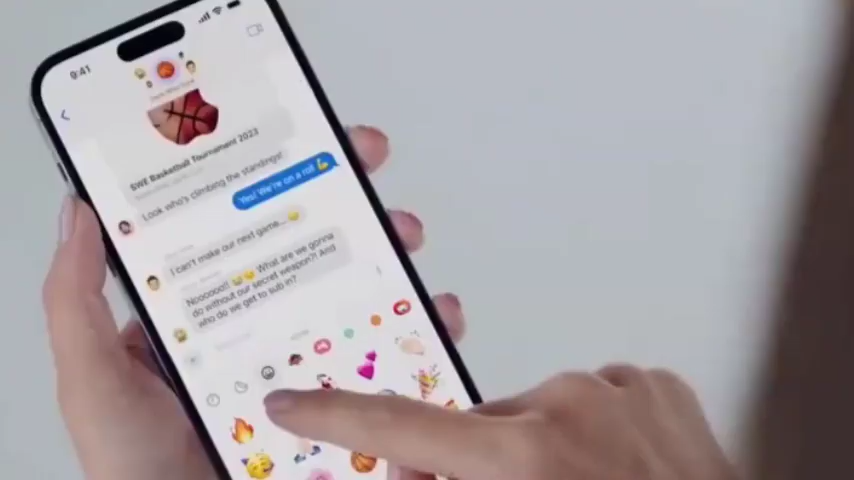 9:41
SWE Basketball Tournament 2023
Look who's climbing the standings!
Yes! We're on a roll 💪
I can't make our next game... 😔
Nooooo!! 😭😭 What are we gonna
do without our secret weapon?! And
who do we get to sub in?